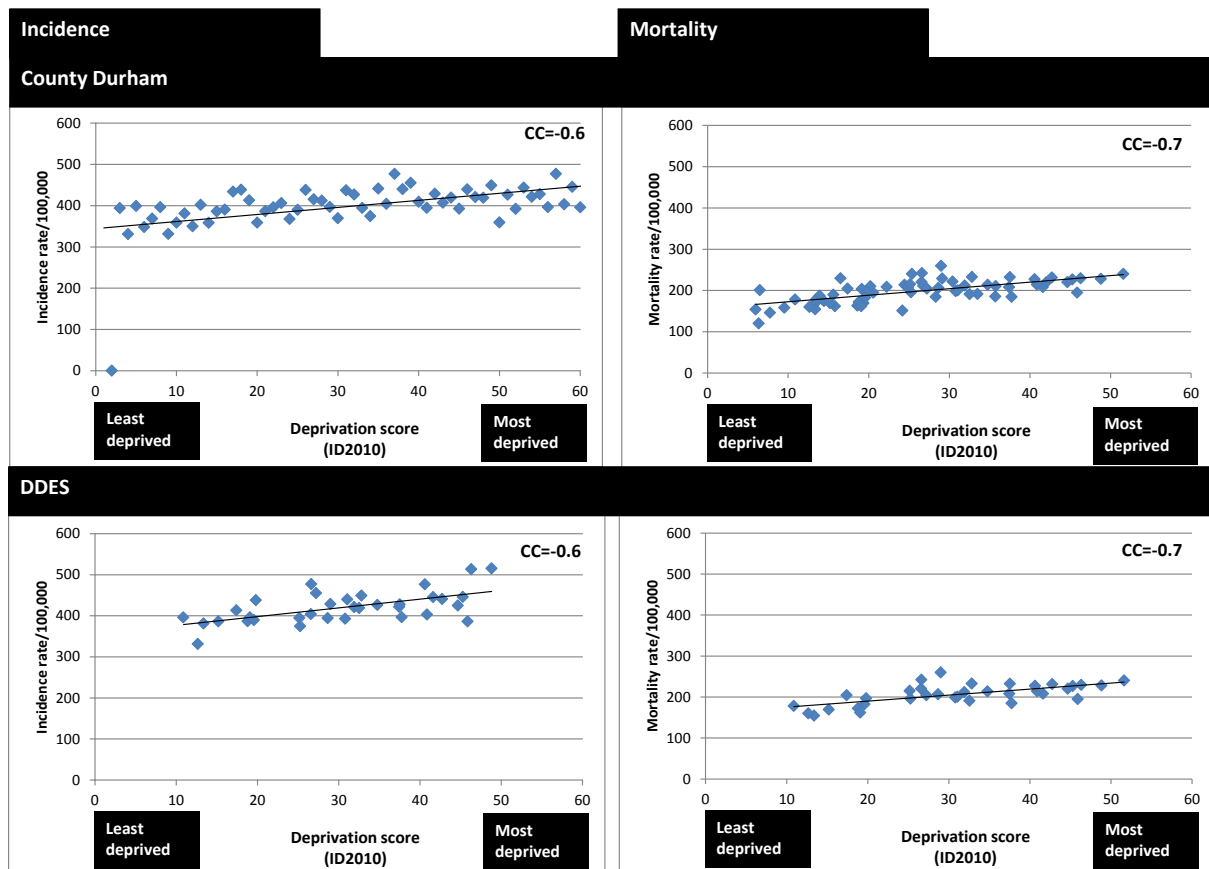 Incidence
Mortality
County Durham
CC=-0.6
Incidence rate/100,000
600
500
400
300
200
100
0
0 10 20 30 40 50 60
Least
deprived
Deprivation score
(ID2010)
Most
deprived
CC=-0.7
Mortality rate/100,000
600
500
400
300
200
100
0
0 10 20 30 40 50 60
Least
deprived
Deprivation score
(ID2010)
Most
deprived
DDES
CC=-0.6
Incidence rate/100,000
600
500
400
300
200
100
0
0 10 20 30 40 50 60
Least
deprived
Deprivation score
(ID2010)
Most
deprived
CC=-0.7
Mortality rate/100,000
600
500
400
300
200
100
0
0 10 20 30 40 50 60
Least
deprived
Deprivation score
(ID2010)
Most
deprived